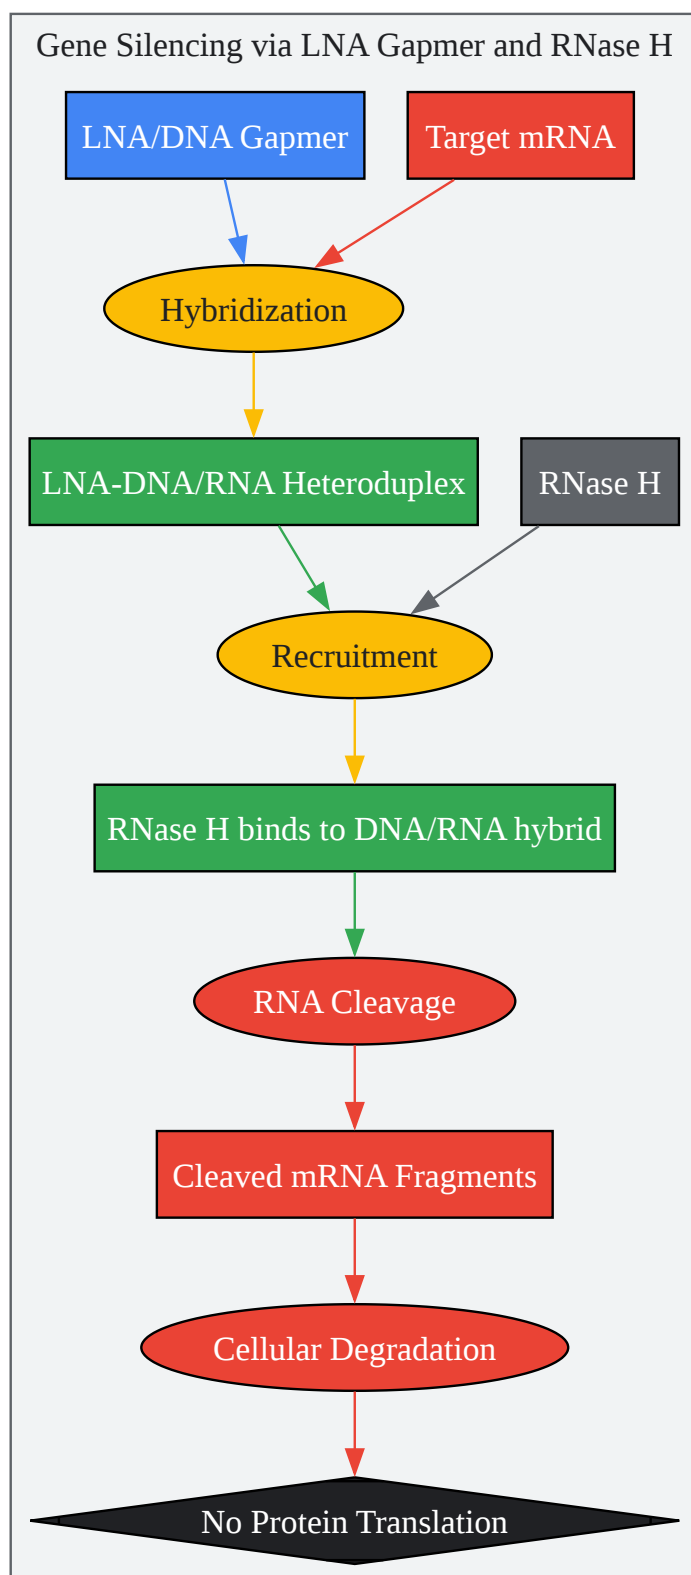 Gene Silencing via LNA Gapmer and RNase H
LNA/DNA Gapmer
Target mRNA
Hybridization
LNA-DNA/RNA Heteroduplex
RNase H
Recruitment
RNase H binds to DNA/RNA hybrid
RNA Cleavage
Cleaved mRNA Fragments
Cellular Degradation
No Protein Translation